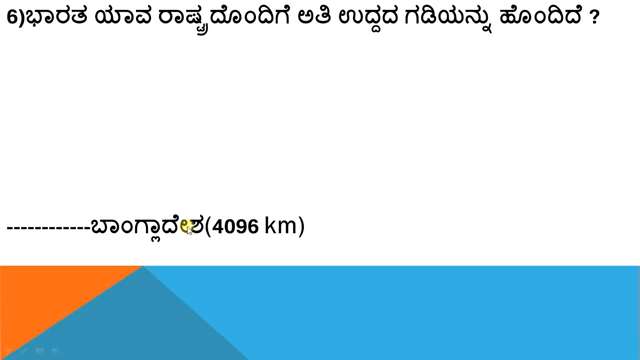 6)ಭಾರತ ಯಾವ ರಾಷ್ಟ್ರದೊಂದಿಗೆ ಅತಿ ಉದ್ದದ ಗಡಿಯನ್ನು ಹೊಂದಿದೆ ?
------------ಬಾಂಗ್ಲಾದೇಶ(4096 km)